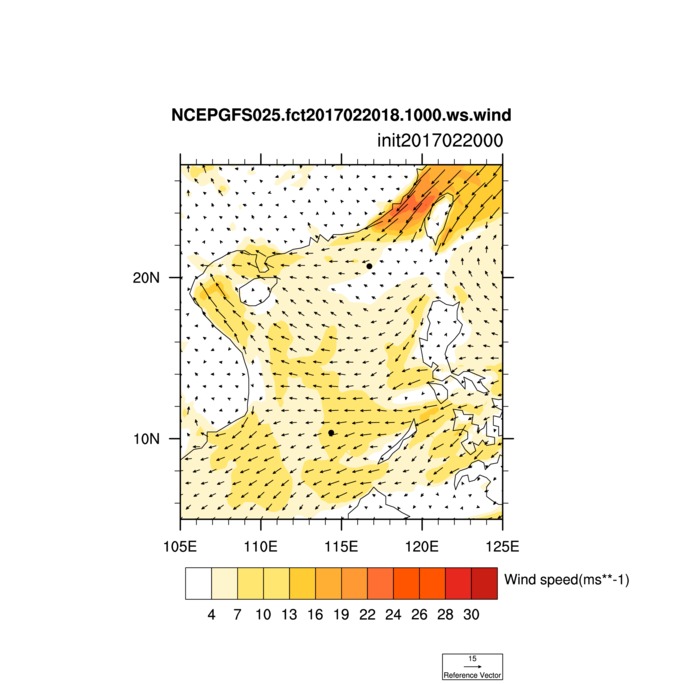 NCEPGFS025.fct2017022018.1000.ws.wind
init2017022000
20N
10N
105E 110E 115E 120E 125E
Wind speed(ms**-1)
4 7 10 13 16 19 22 24 26 28 30
15
Reference Vector